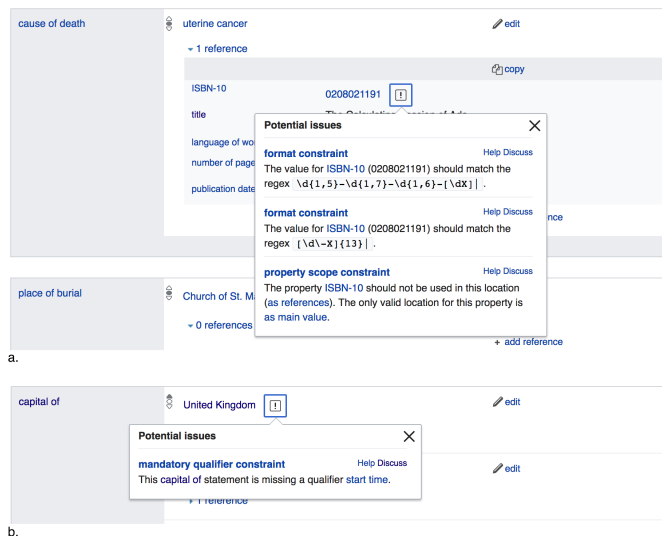 cause of death
uterine cancer
edit
1 reference
copy
ISBN-10
0208021191
title
language of wo
number of page
publication date
Potential issues
format constraint
Help Discuss
The value for ISBN-10 (0208021191) should match the
regex \d{1,5}-\d{1,7}-\d{1,6}-[\dX]| .
format constraint
Help Discuss
The value for ISBN-10 (0208021191) should match the
regex [\d\-X]{13}| .
nce
property scope constraint
Help Discuss
The property ISBN-10 should not be used in this location
(as references). The only valid location for this property is
as main value.
place of burial
Church of St. M
0 references
+ add reference
a.
capital of
United Kingdom
edit
Potential issues
mandatory qualifier constraint
Help Discuss
This capital of statement is missing a qualifier start time.
edit
1 reference
b.